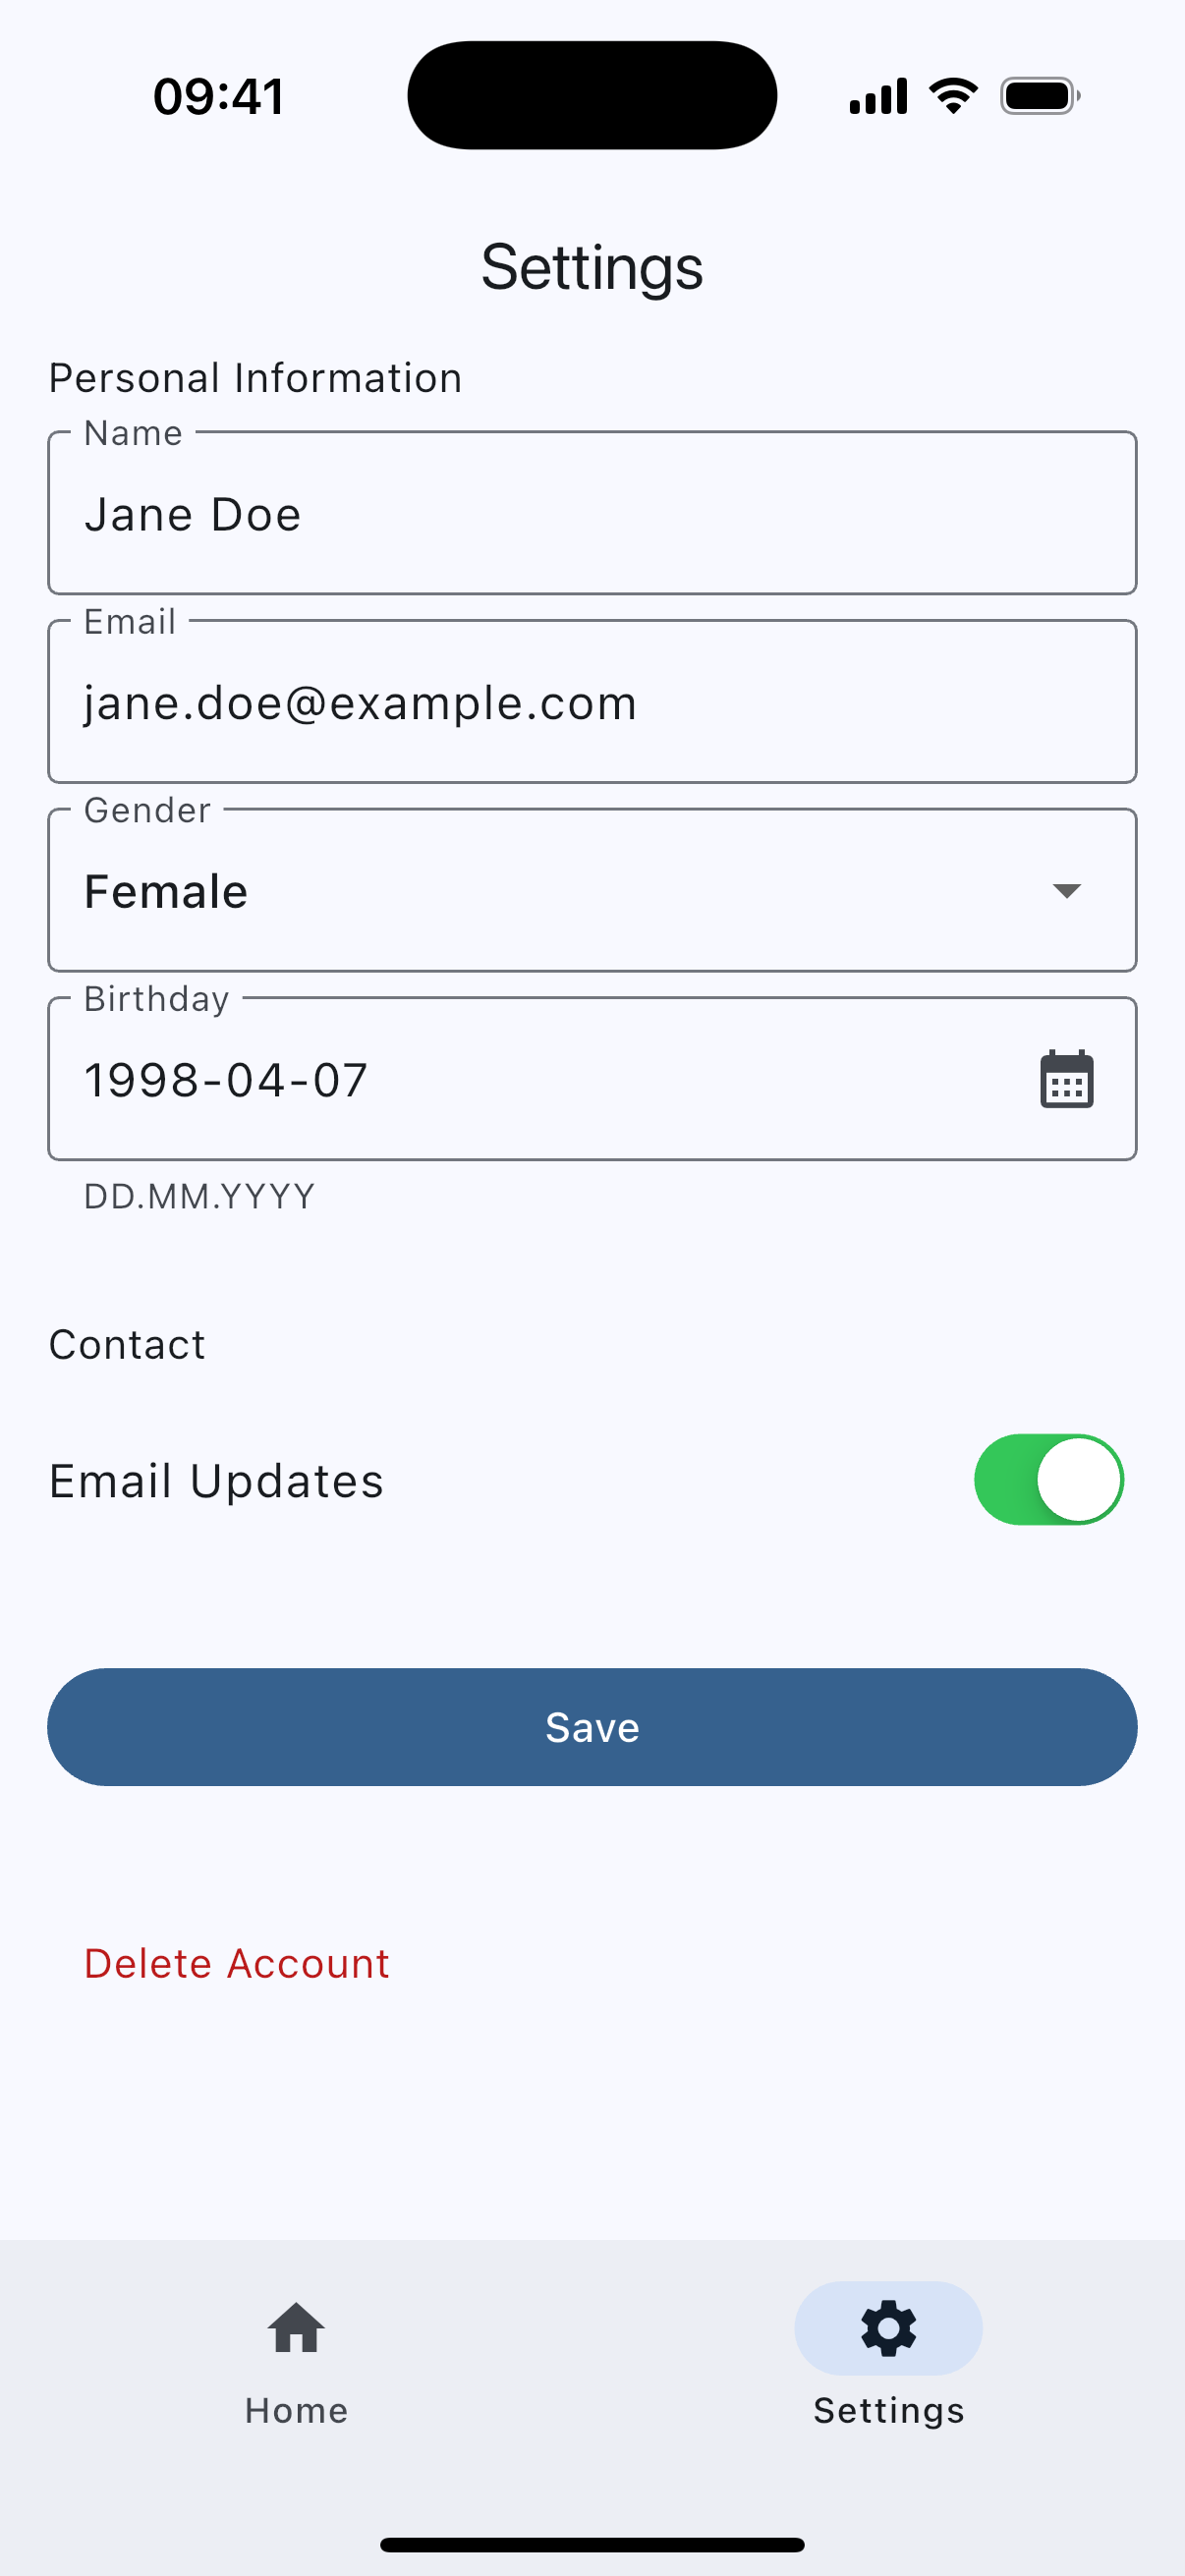 09:41
Settings
Personal Information
Name
Jane Doe
Email
jane.doe@example.com
Gender
Female
Birthday
1998-04-07
DD.MM.YYYY
Contact
Email Updates
Save
Delete Account
Home
Settings